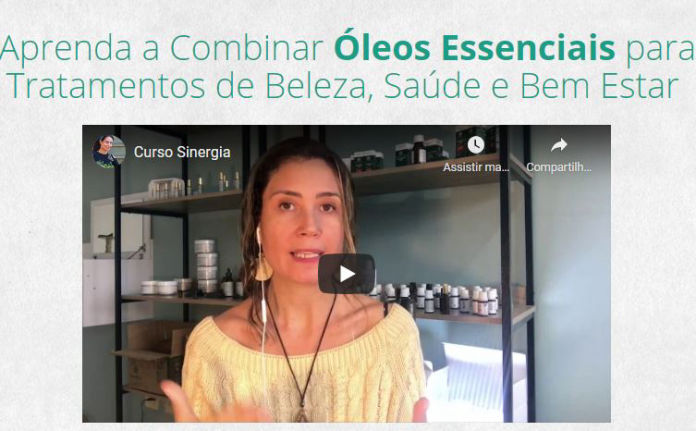 Aprenda a Combinar Óleos Essenciais para
Tratamentos de Beleza, Saúde e Bem Estar
Curso Sinergia
Assistir ma...
Compartilh...